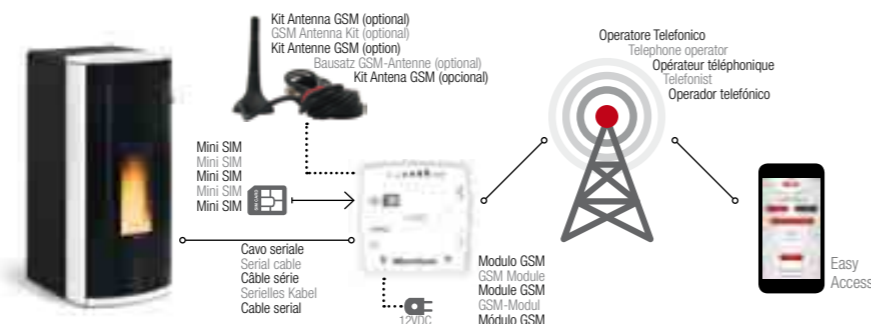 Kit Antenna GSM (optional)
GSM Antenna Kit (optional)
Kit Antenne GSM (option)
Bausatz GSM-Antenne (optional)
Kit Antena GSM (opcional)
Operatore Telefonico
Telephone operator
Opérateur téléphonique
Telefonist
Operador telefónico
Mini SIM
Mini SIM
Mini SIM
Mini SIM
Mini SIM
SIM CARD
Cavo seriale
Serial cable
Câble série
Serielles Kabel
Cable serial
12VDC
Modulo GSM
GSM Module
Module GSM
GSM-Modul
Módulo GSM
Easy
Access